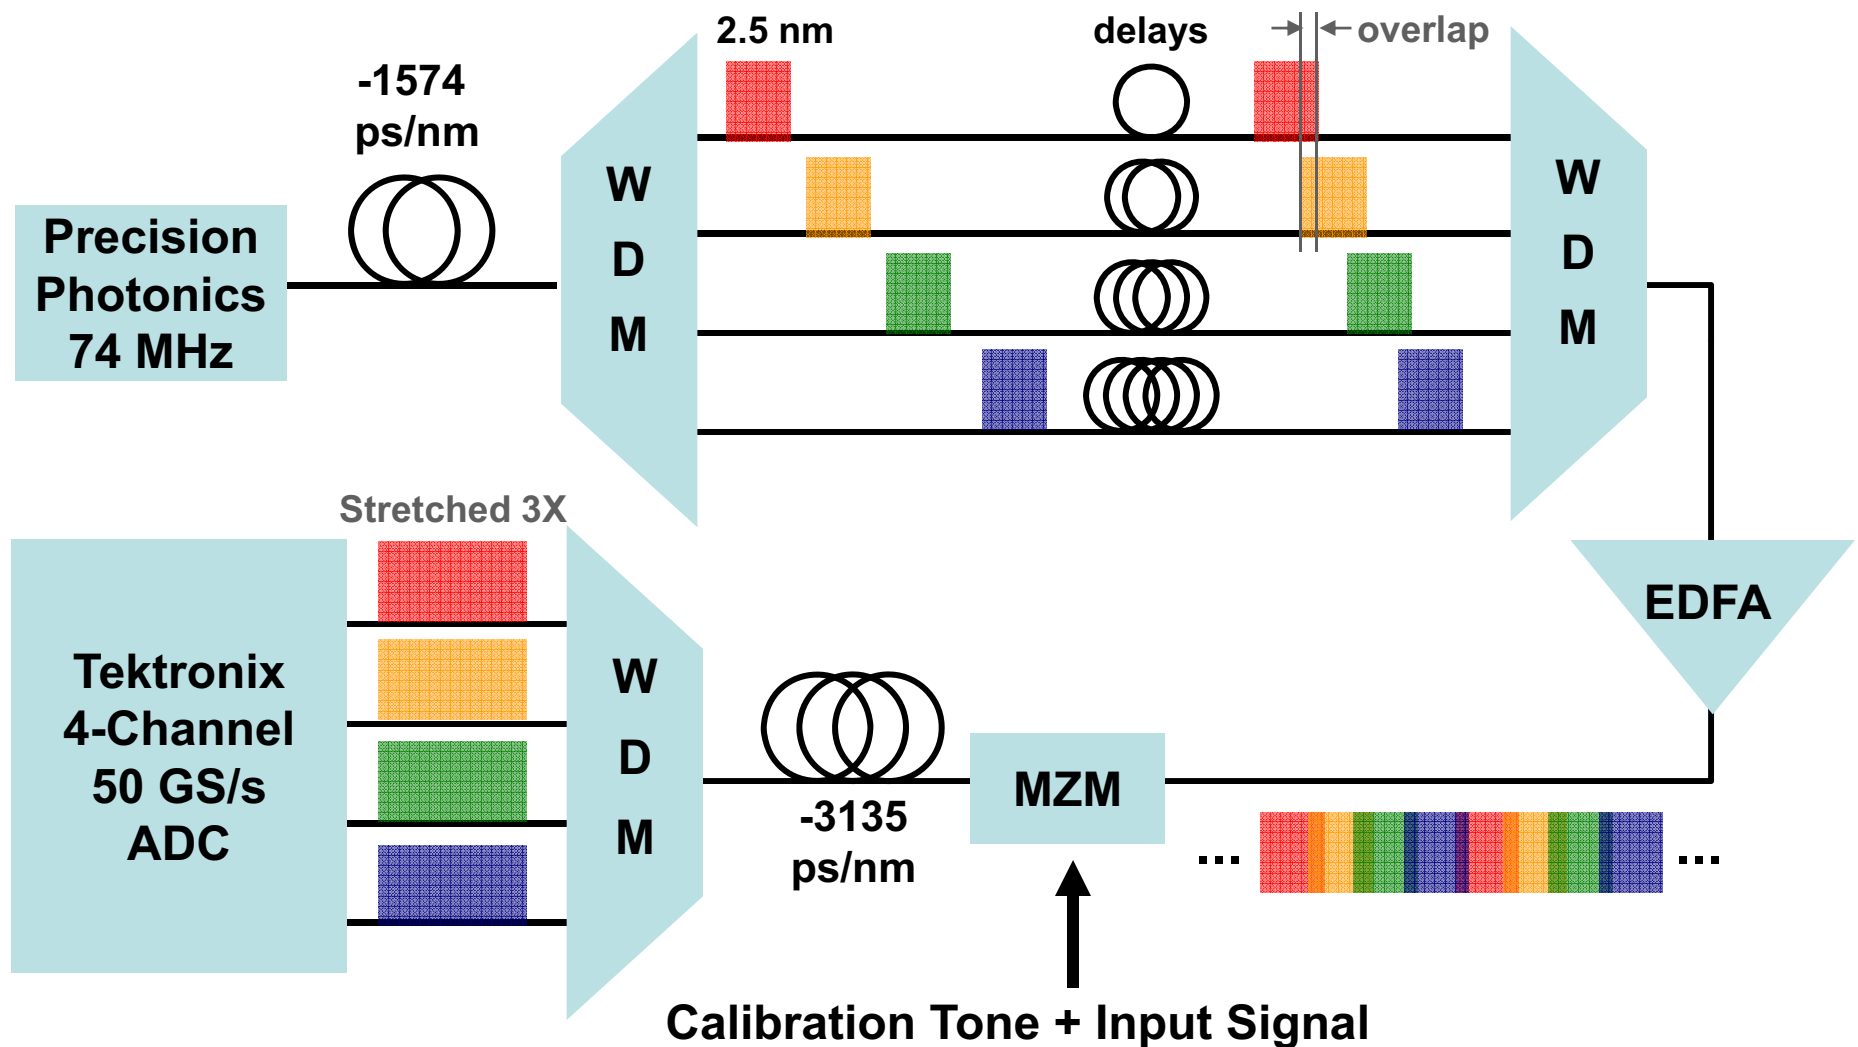 2.5 nm
delays
overlap
-1574
ps/nm
Precision
Photonics
74 MHz
W
D
M
W
D
M
EDFA
Stretched 3X
Tektronix
4-Channel
50 GS/s
ADC
W
D
M
-3135
ps/nm
MZM
...
...
Calibration Tone + Input Signal